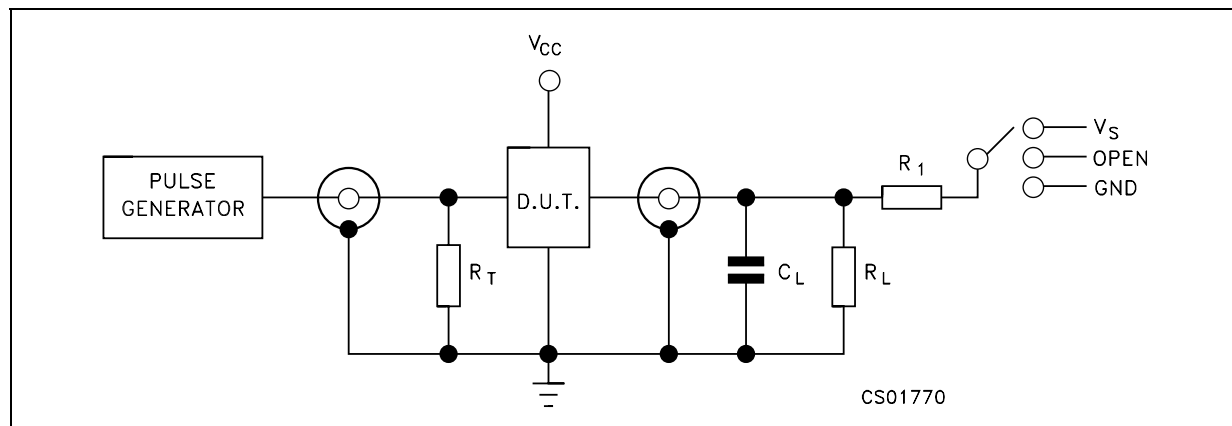 VCC
PULSE
GENERATOR
D.U.T.
RT
CL
RL
R1
VS
OPEN
GND
CS01770